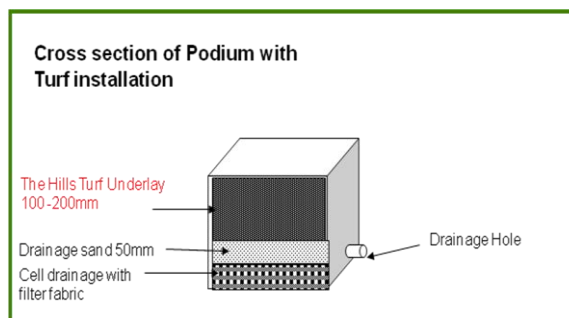 Cross section of Podium with
Turf installation
The Hills Turf Underlay
100-200mm
Drainage sand 50mm
Cell drainage with
filter fabric
Drainage Hole